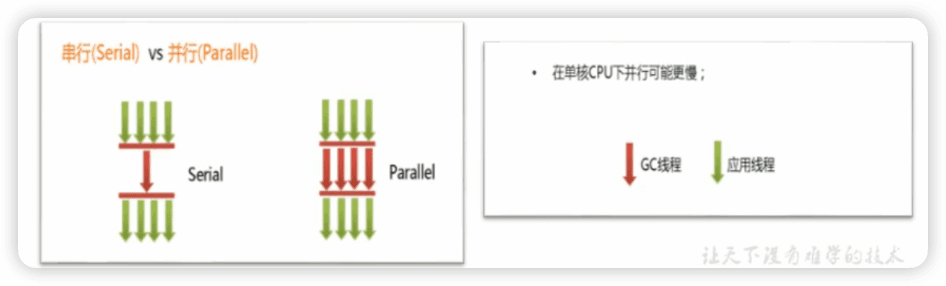 串行(Serial) vs 并行(Parallel)
Serial
Parallel
• 在单核CPU下并行可能更慢；
GC线程
应用线程
让天下没有难学的技术